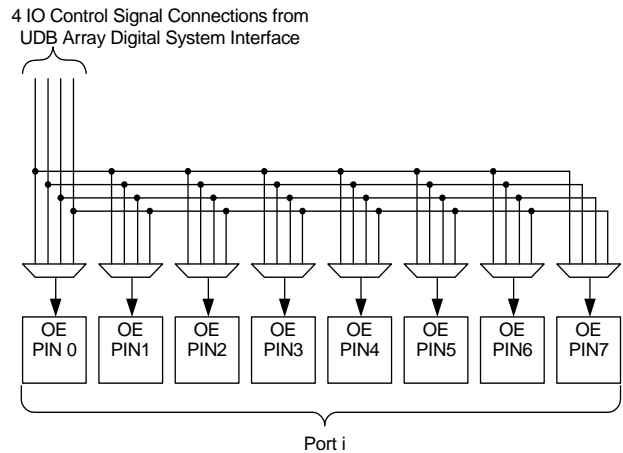 4 IO Control Signal Connections from
UDB Array Digital System Interface
OE
PIN 0
OE
PIN1
OE
PIN2
OE
PIN3
OE
PIN4
OE
PIN5
OE
PIN6
OE
PIN7
Port i